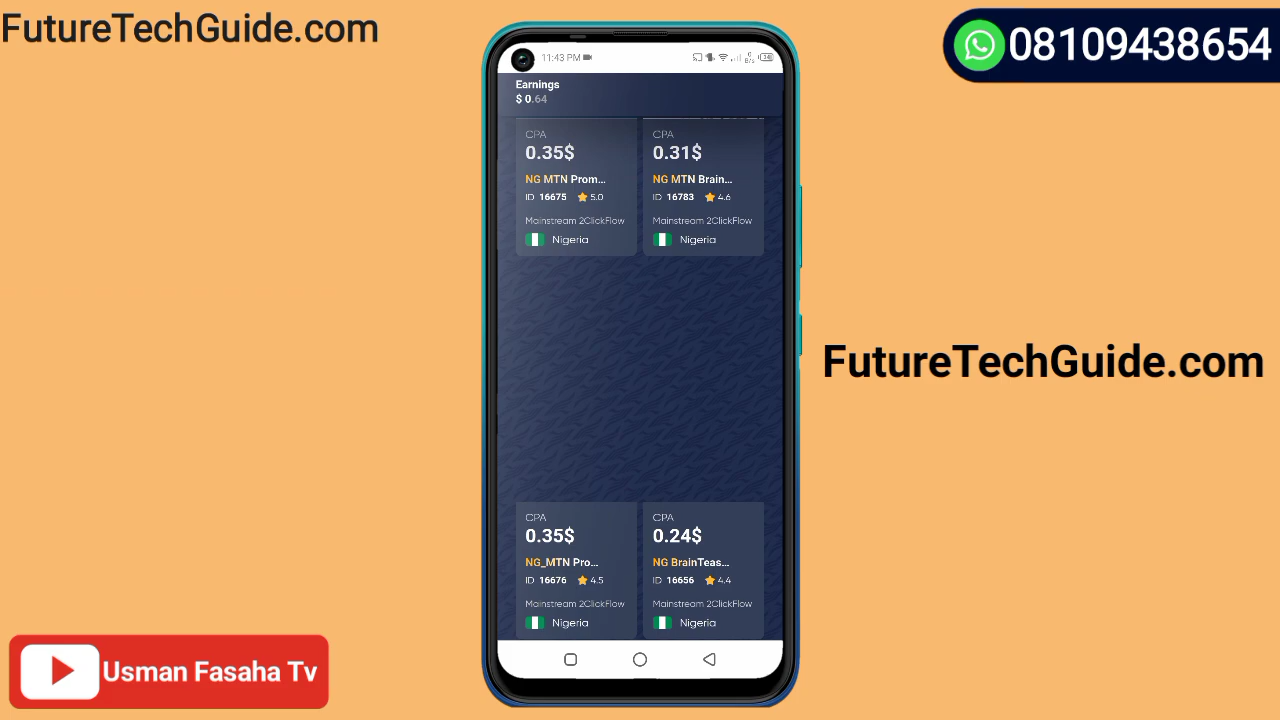 FutureTechGuide.com
08109438654
11:43 PM
Earnings
$ 0.64
CPA
0.35$
NG MTN Prom...
ID 16675 5.0
Mainstream 2ClickFlow
Nigeria
CPA
0.31$
NG MTN Brain...
ID 16783 4.6
Mainstream 2ClickFlow
Nigeria
FutureTechGuide.com
CPA
0.35$
NG_MTN Pro...
ID 16676 4.5
Mainstream 2ClickFlow
Nigeria
CPA
0.24$
NG BrainTeas...
ID 16656 4.4
Mainstream 2ClickFlow
Nigeria
Usman Fasaha Tv